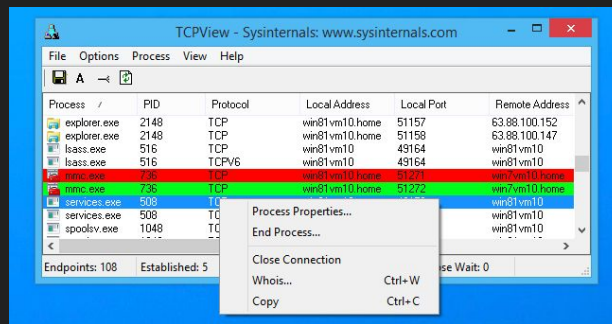 TCPView - Sysinternals: www.sysinternals.com
File Options Process View Help
A
Process / PID Protocol Local Address Local Port Remote Address
explorer.exe 2148 TCP win81vm10.home 51157 63.88.100.152
explorer.exe 2148 TCP win81vm10.home 51158 63.88.100.147
lsass.exe 516 TCP win81vm10 49164 win81vm10
lsass.exe 516 TCPV6 win81vm10 49164 win81vm10
mmc.exe 736 TCP win81vm10.home 51271 win7vm10.home
mmc.exe 736 TCP win81vm10.home 51272 win7vm10.home
services.exe 508 win81vm10
services.exe 508 win81vm10
spoolsv.exe 1048 win81vm10
Process Properties...
End Process...
Close Connection
Whois... Ctrl+W
Copy Ctrl+C
Endpoints: 108 Established: 5 Wait: 0